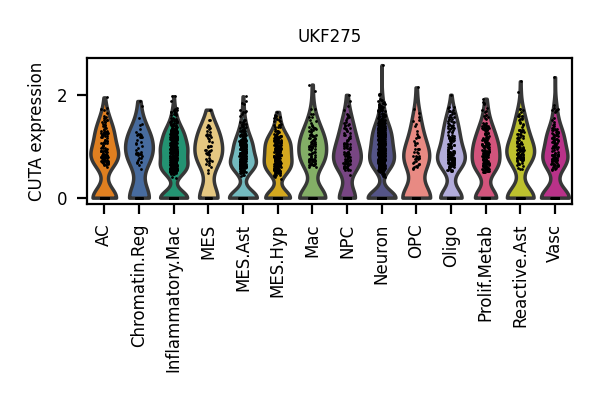 UKF275
CUTA expression
2
0
AC
Chromatin.Reg
Inflammatory.Mac
MES
MES.Ast
MES.Hyp
Mac
NPC
Neuron
OPC
Oligo
Prolif.Metab
Reactive.Ast
Vasc